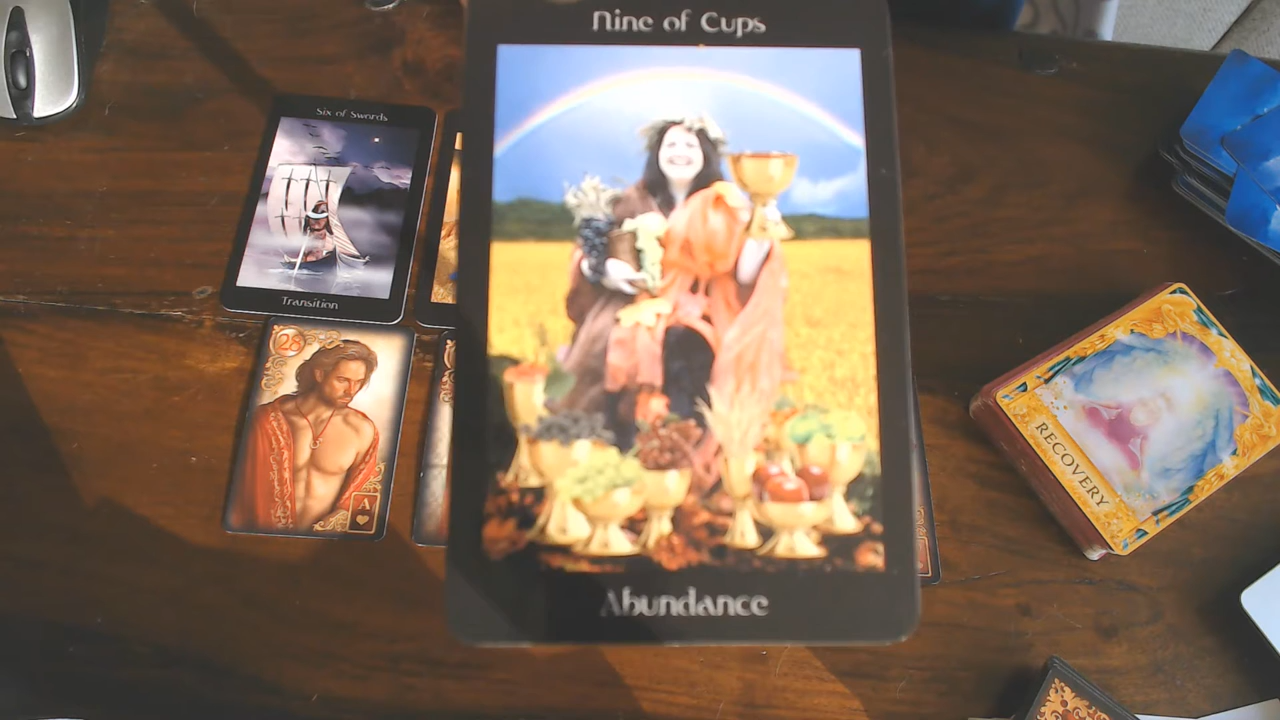 Nine of Cups
Abundance
Six of Swords
Transition
28
A
RECOVERY